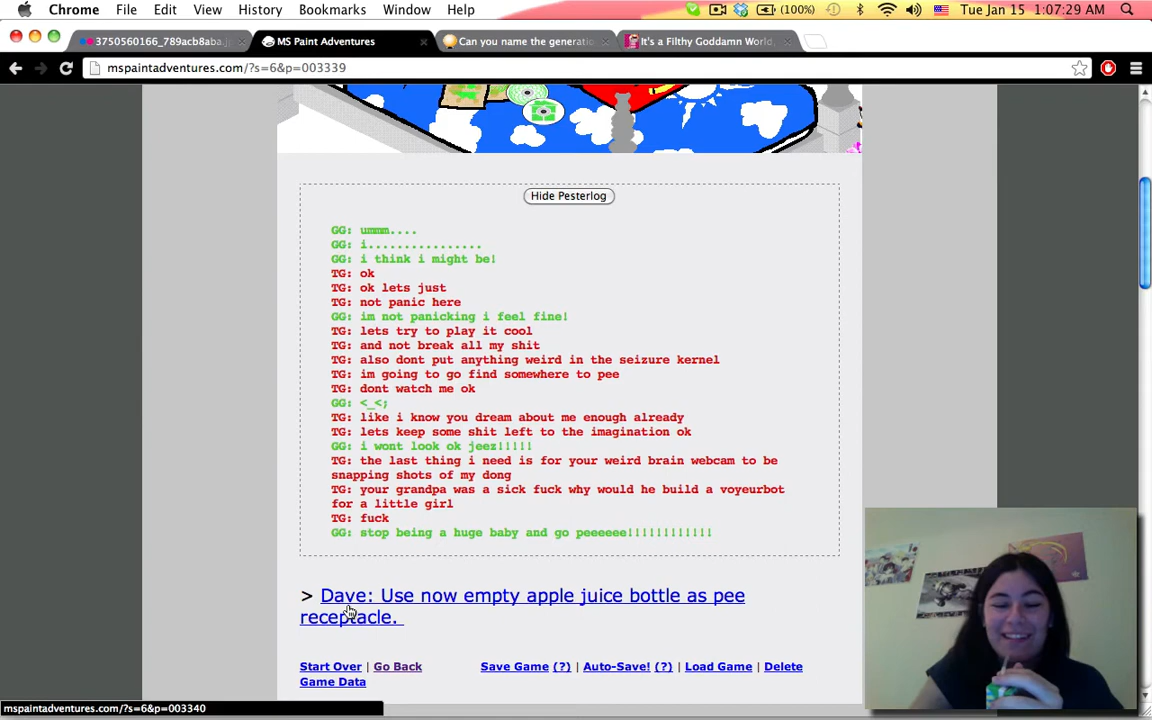 Chrome File Edit View History Bookmarks Window Help (100%) Tue Jan 15 1:07:29 AM
3750560166_789acb8aba.j MS Paint Adventures Can you name the generatio It's a Filthy Goddamn World
mspaintadventures.com/?s=6&p=003339
Hide Pesterlog
GG: ummm....
GG: i...............
GG: i think i might be!
TG: ok
TG: ok lets just
TG: not panic here
GG: im not panicking i feel fine!
TG: lets try to play it cool
TG: and not break all my shit
TG: also dont put anything weird in the seizure kernel
TG: im going to go find somewhere to pee
TG: dont watch me ok
GG: <_<;
TG: like i know you dream about me enough already
TG: lets keep some shit left to the imagination ok
GG: i wont look ok jeez!!!!!
TG: the last thing i need is for your weird brain webcam to be
snapping shots of my dong
TG: your grandpa was a sick fuck why would he build a voyeurbot
for a little girl
TG: fuck
GG: stop being a huge baby and go peeeeee!!!!!!!!!!!!
> Dave: Use now empty apple juice bottle as pee
receptacle.
Start Over | Go Back Save Game (?) | Auto-Save! (?) | Load Game | Delete
Game Data
mspaintadventures.com/?s=6&p=003340